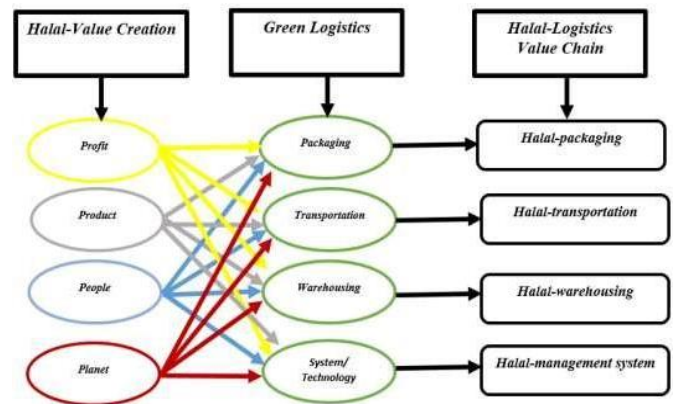 Halal-Value Creation
Green Logistics
Halal-Logistics
Value Chain
Profit
Packaging
Halal-packaging
Product
Transportation
Halal-transportation
People
Warehousing
Halal-warehousing
Planet
System/
Technology
Halal-management system